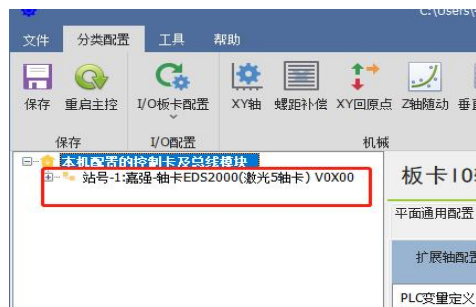 C:\Users\
文件 分类配置 工具 帮助
保存 重启主控 I/O板卡配置 XY轴 螺距补偿 XY回原点 Z轴随动
保存 I/O配置 机械
本机配置的控制卡及总线模块
站号-1:嘉强-轴卡EDS2000(激光5轴卡) V0X00
板卡IO
平面通用配置
扩展轴配置
PLC变量定义